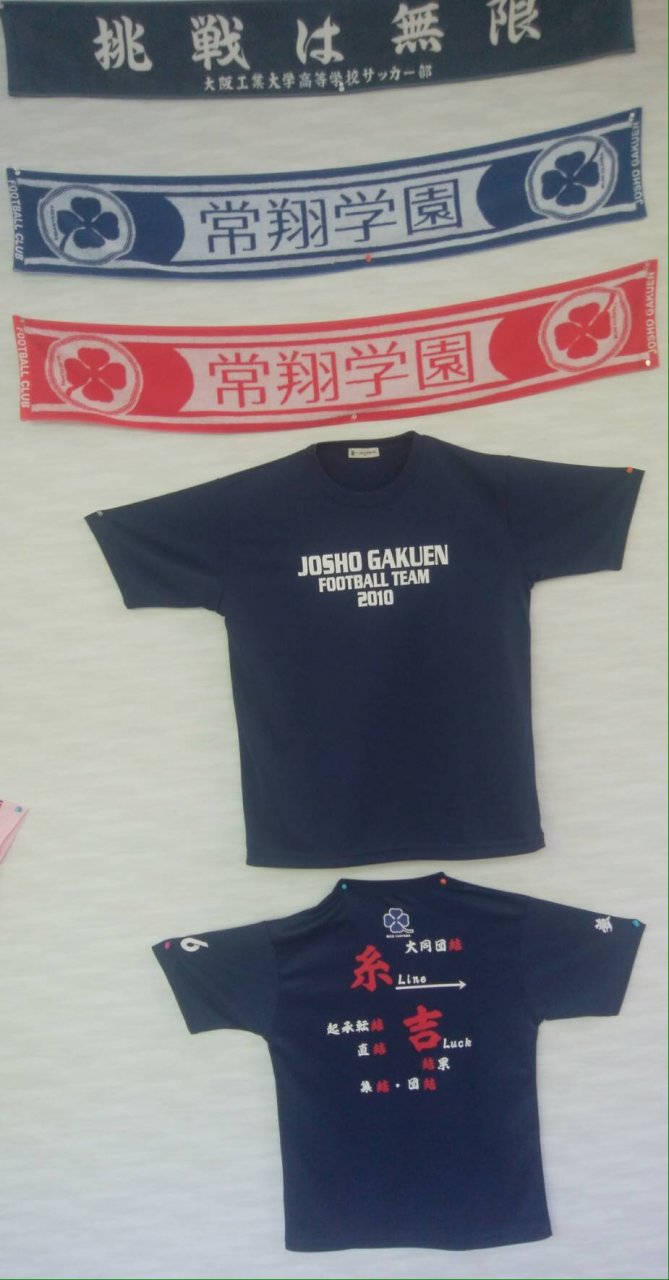 挑戦は無限
大阪工業大学高等学校サッカー部
FOOTBALL CLUB
常翔学園
JOSHO GAKUEN
FOOTBALL CLUB
常翔学園
JOSHO GAKUEN
JOSHO GAKUEN
FOOTBALL TEAM
2010
6
大同団結
糸 Line
起承転結
吉 Luck
直結
結果
集結・団結